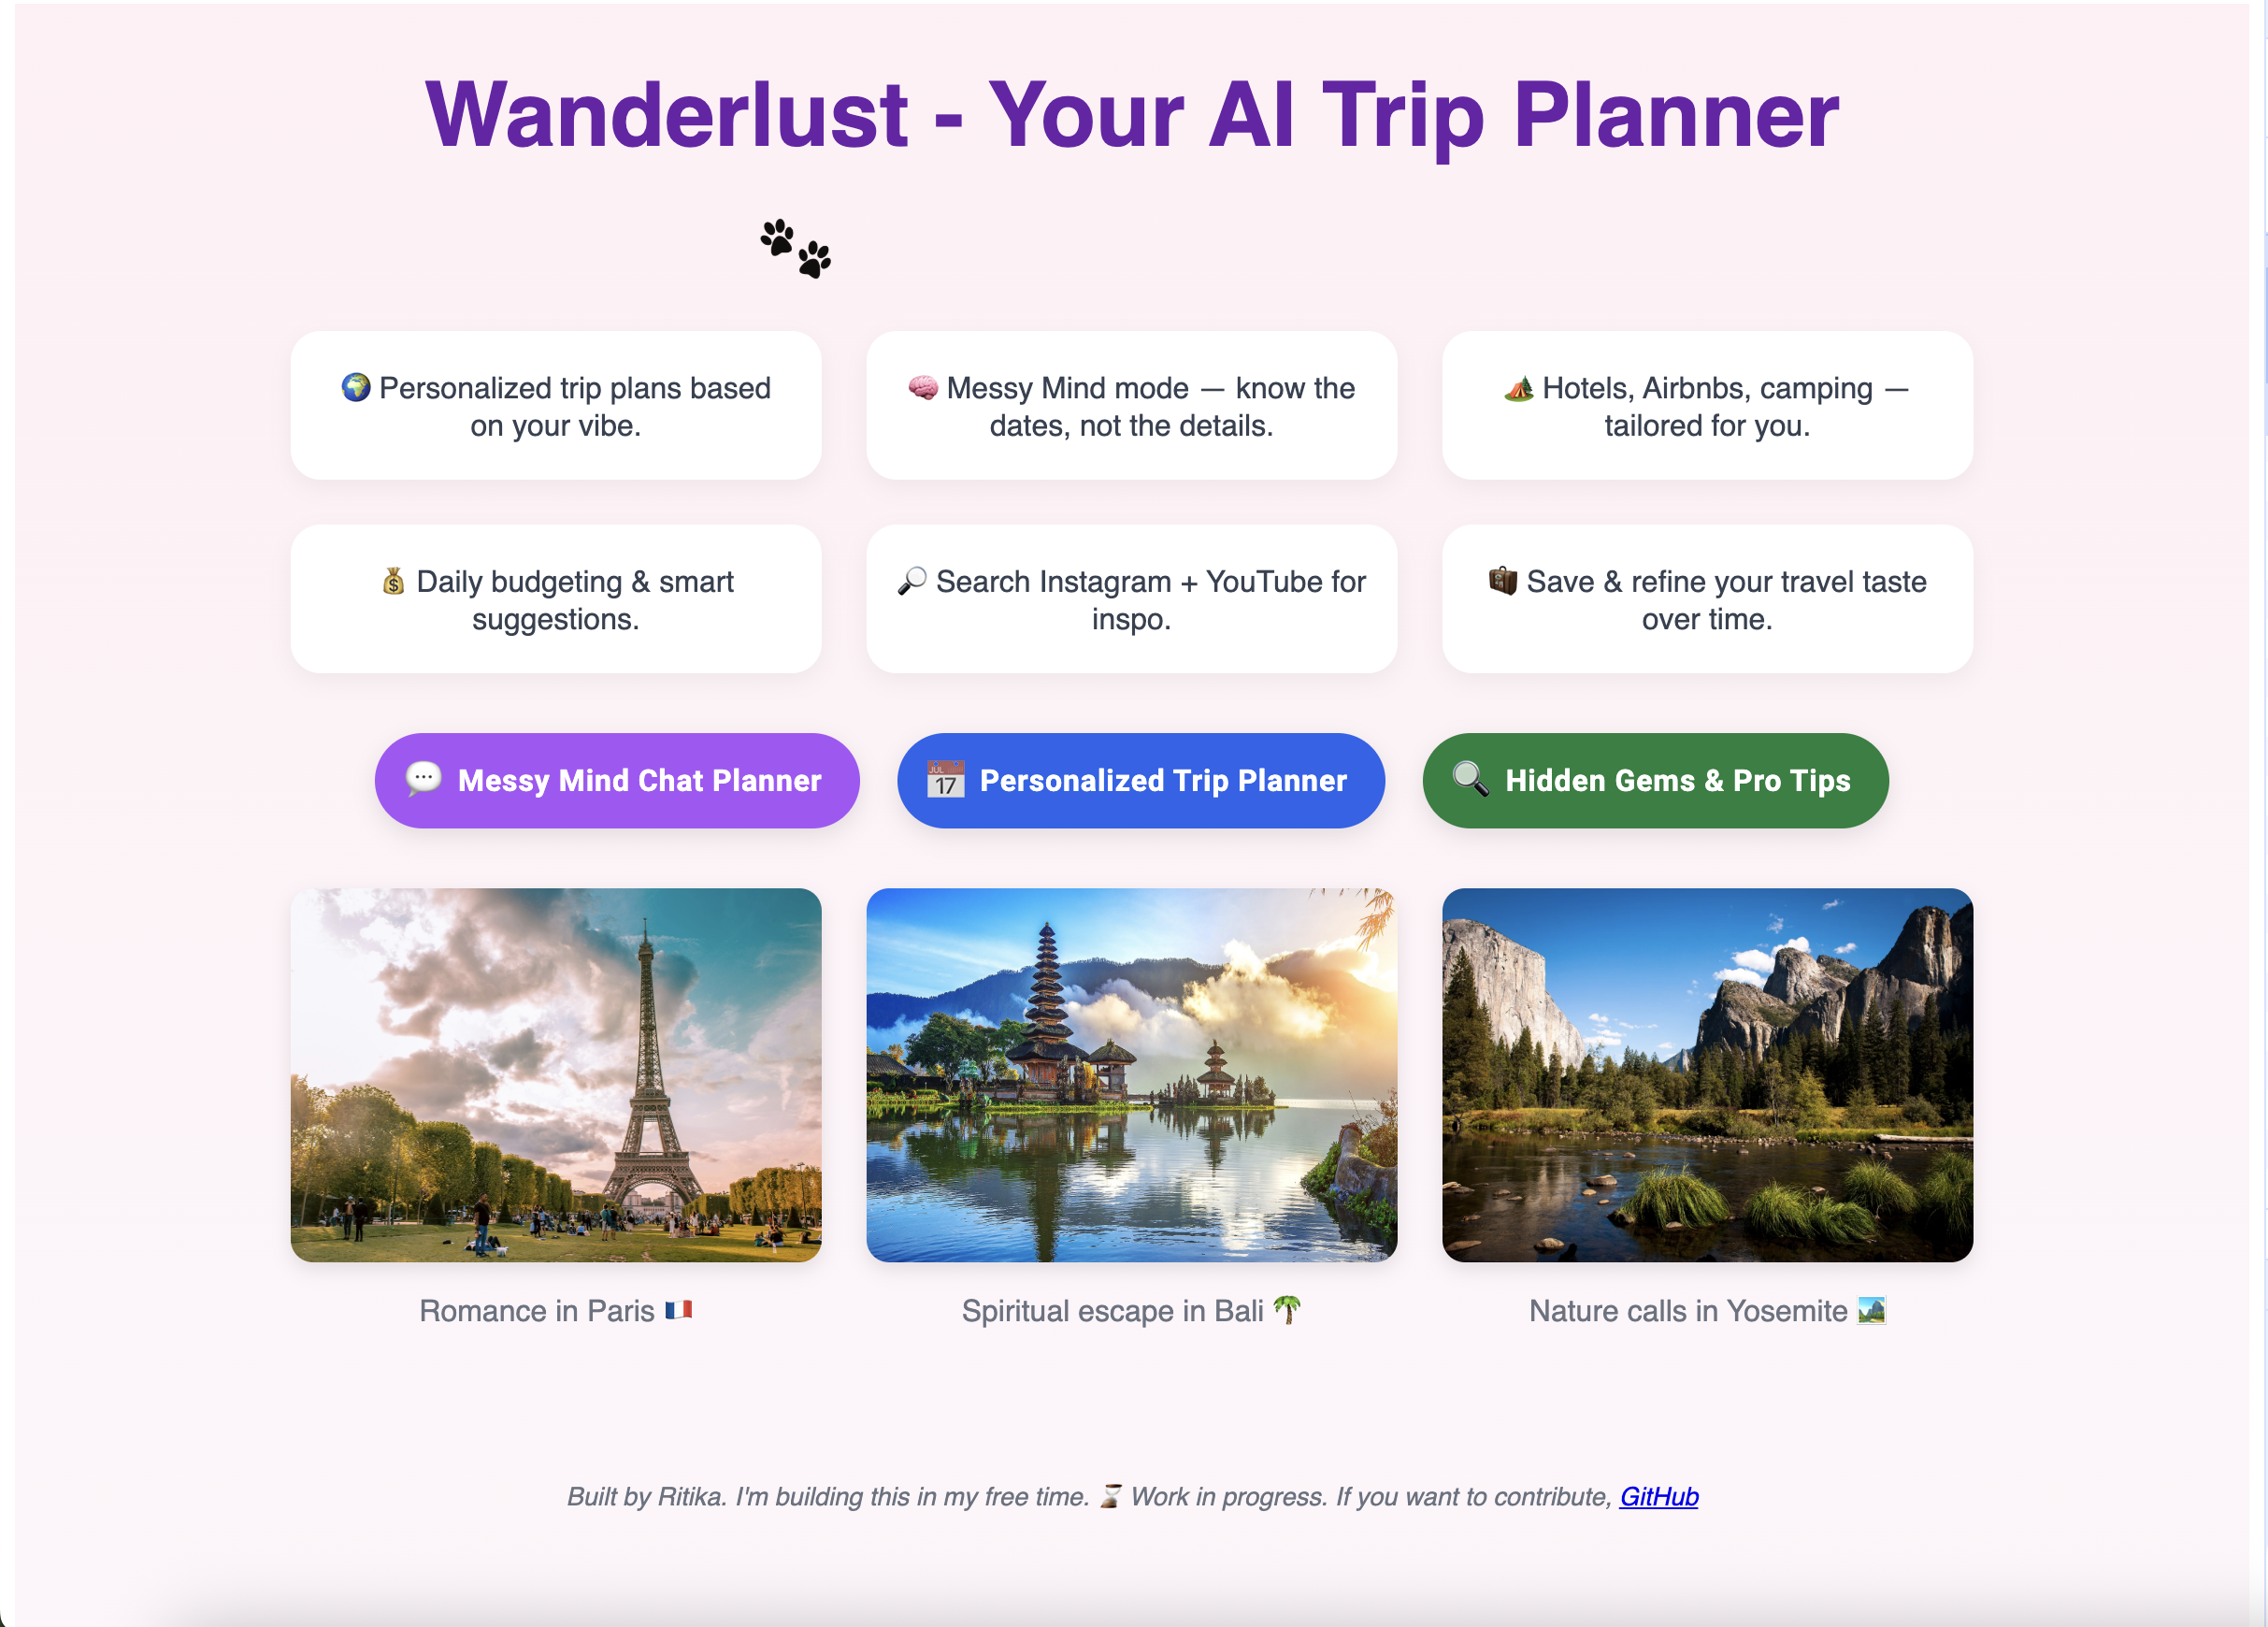 Wanderlust - Your AI Trip Planner
🌍 Personalized trip plans based
on your vibe.
🧠 Messy Mind mode — know the
dates, not the details.
🏕️ Hotels, Airbnbs, camping —
tailored for you.
💰 Daily budgeting & smart
suggestions.
🔎 Search Instagram + YouTube for
inspo.
🧳 Save & refine your travel taste
over time.
💬 Messy Mind Chat Planner
📅 Personalized Trip Planner
🔍 Hidden Gems & Pro Tips
Romance in Paris 🇫🇷
Spiritual escape in Bali 🌴
Nature calls in Yosemite 🏞️
Built by Ritika. I'm building this in my free time. ⏳ Work in progress. If you want to contribute, GitHub